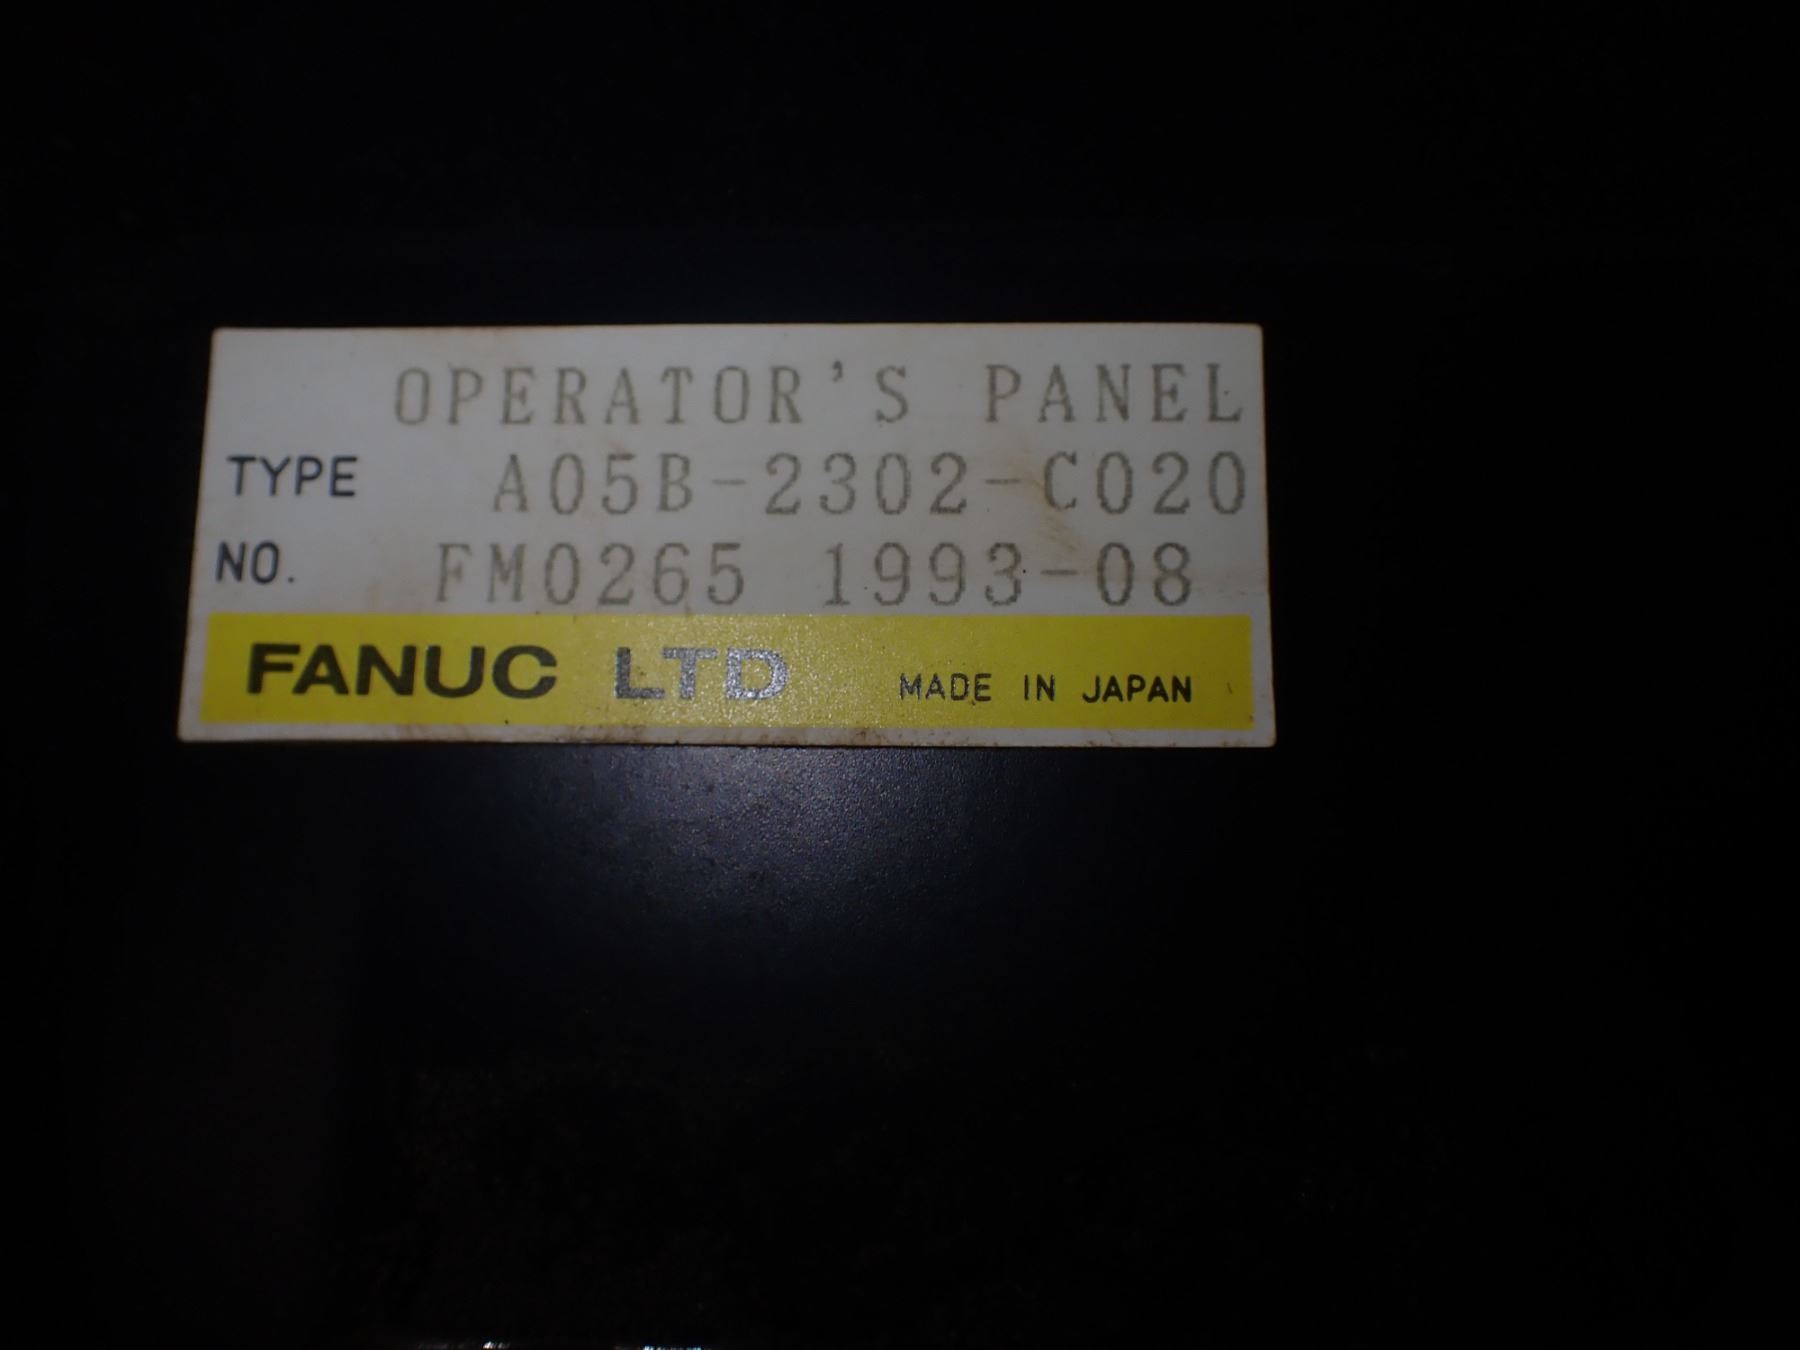 OPERATOR'S PANEL
TYPE A05B-2302-C020
NO. FM0265 1993-08
FANUC LTD MADE IN JAPAN